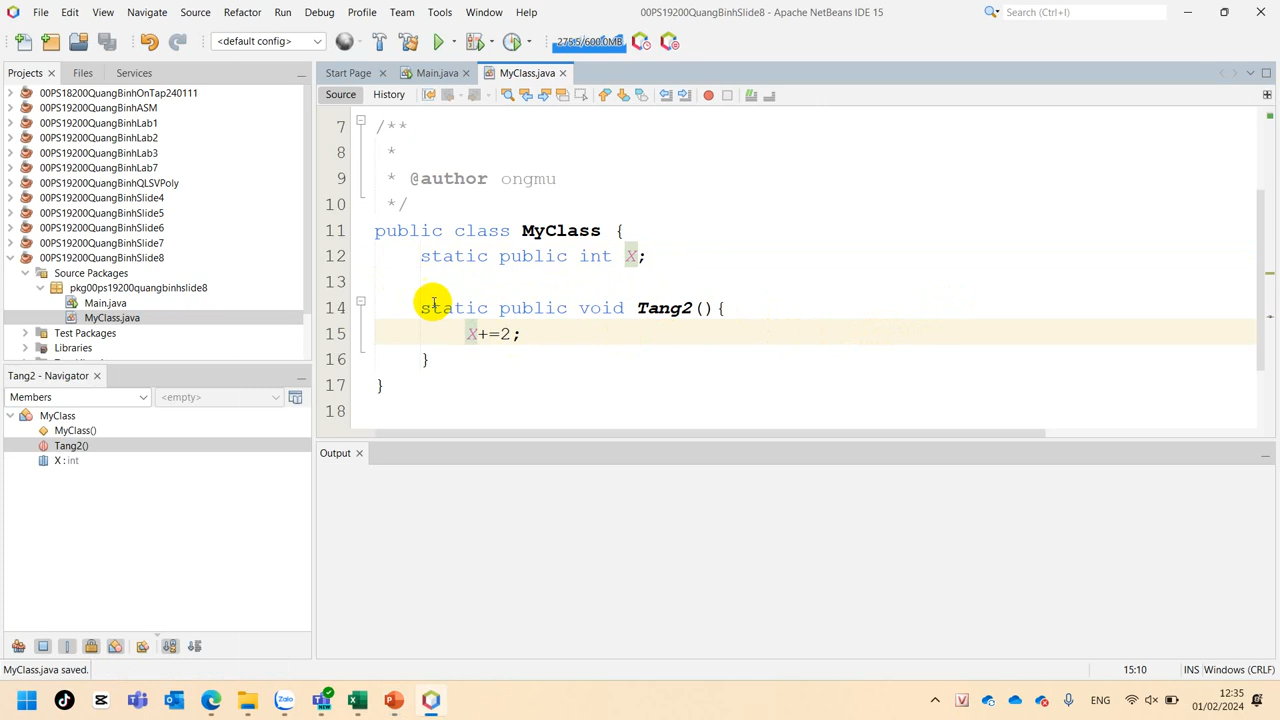 File Edit View Navigate Source Refactor Run Debug Profile Team Tools Window Help
00PS19200QuangBinhSlide8 - Apache NetBeans IDE 15
Search (Ctrl+I)
<default config>
275.5/600.0MB
Projects Files Services
Start Page Main.java MyClass.java
Source History
00PS18200QuangBinhOnTap240111
00PS19200QuangBinhASM
00PS19200QuangBinhLab1
00PS19200QuangBinhLab2
00PS19200QuangBinhLab3
00PS19200QuangBinhLab7
00PS19200QuangBinhQLSVPoly
00PS19200QuangBinhSlide4
00PS19200QuangBinhSlide5
00PS19200QuangBinhSlide6
00PS19200QuangBinhSlide7
00PS19200QuangBinhSlide8
Source Packages
pkg00ps19200quangbinhslide8
Main.java
MyClass.java
Test Packages
Libraries
7 /**
8 *
9 * @author ongmu
10 */
11 public class MyClass {
12 static public int X;
13
14 static public void Tang2(){
15 X+=2;
16 }
17 }
18
Tang2 - Navigator
Members <empty>
MyClass
MyClass()
Tang2()
X : int
Output
MyClass.java saved.
15:10 INS Windows (CRLF)
ENG
12:35
01/02/2024